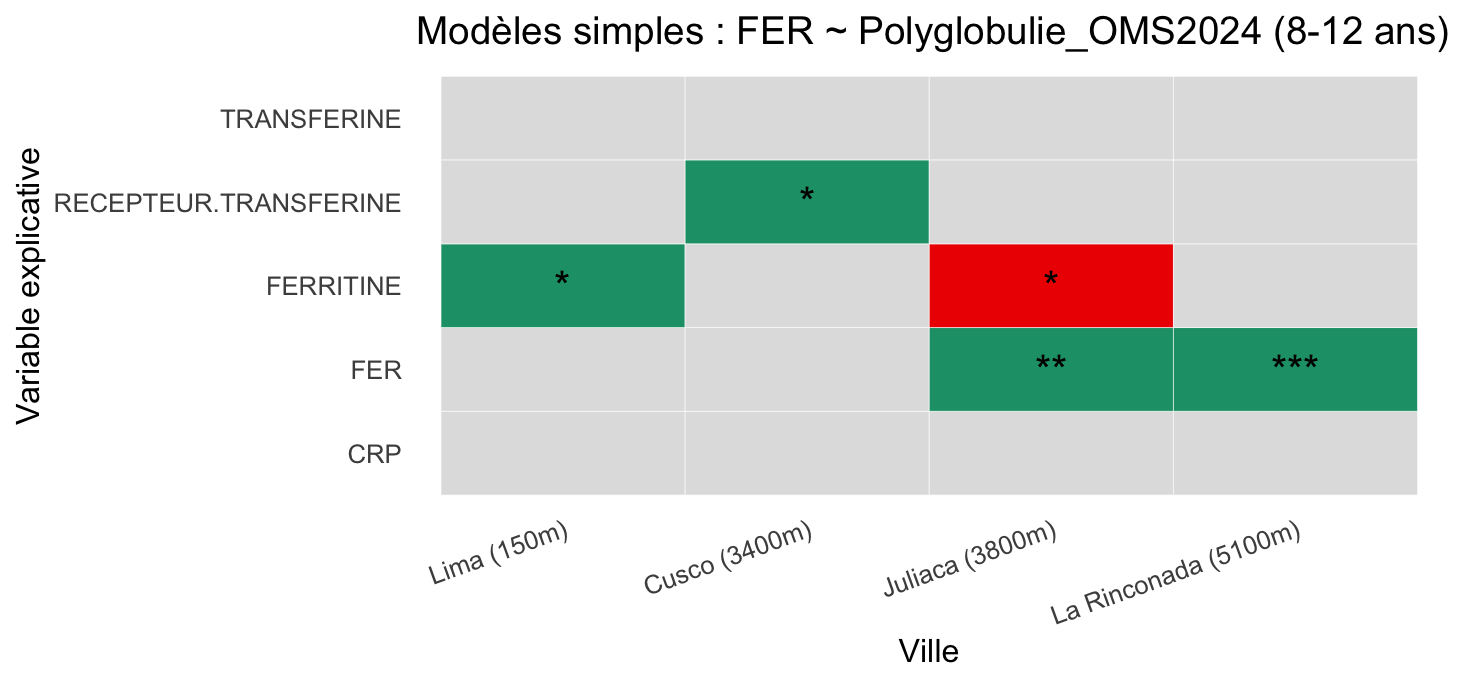 Modèles simples : FER ~ Polyglobulie_OMS2024 (8-12 ans)
Variable explicative
TRANSFERINE
RECEPTEUR.TRANSFERINE
*
FERRITINE
*
*
FER
**
***
CRP
Lima (150m)
Cusco (3400m)
Juliaca (3800m)
La Rinconada (5100m)
Ville